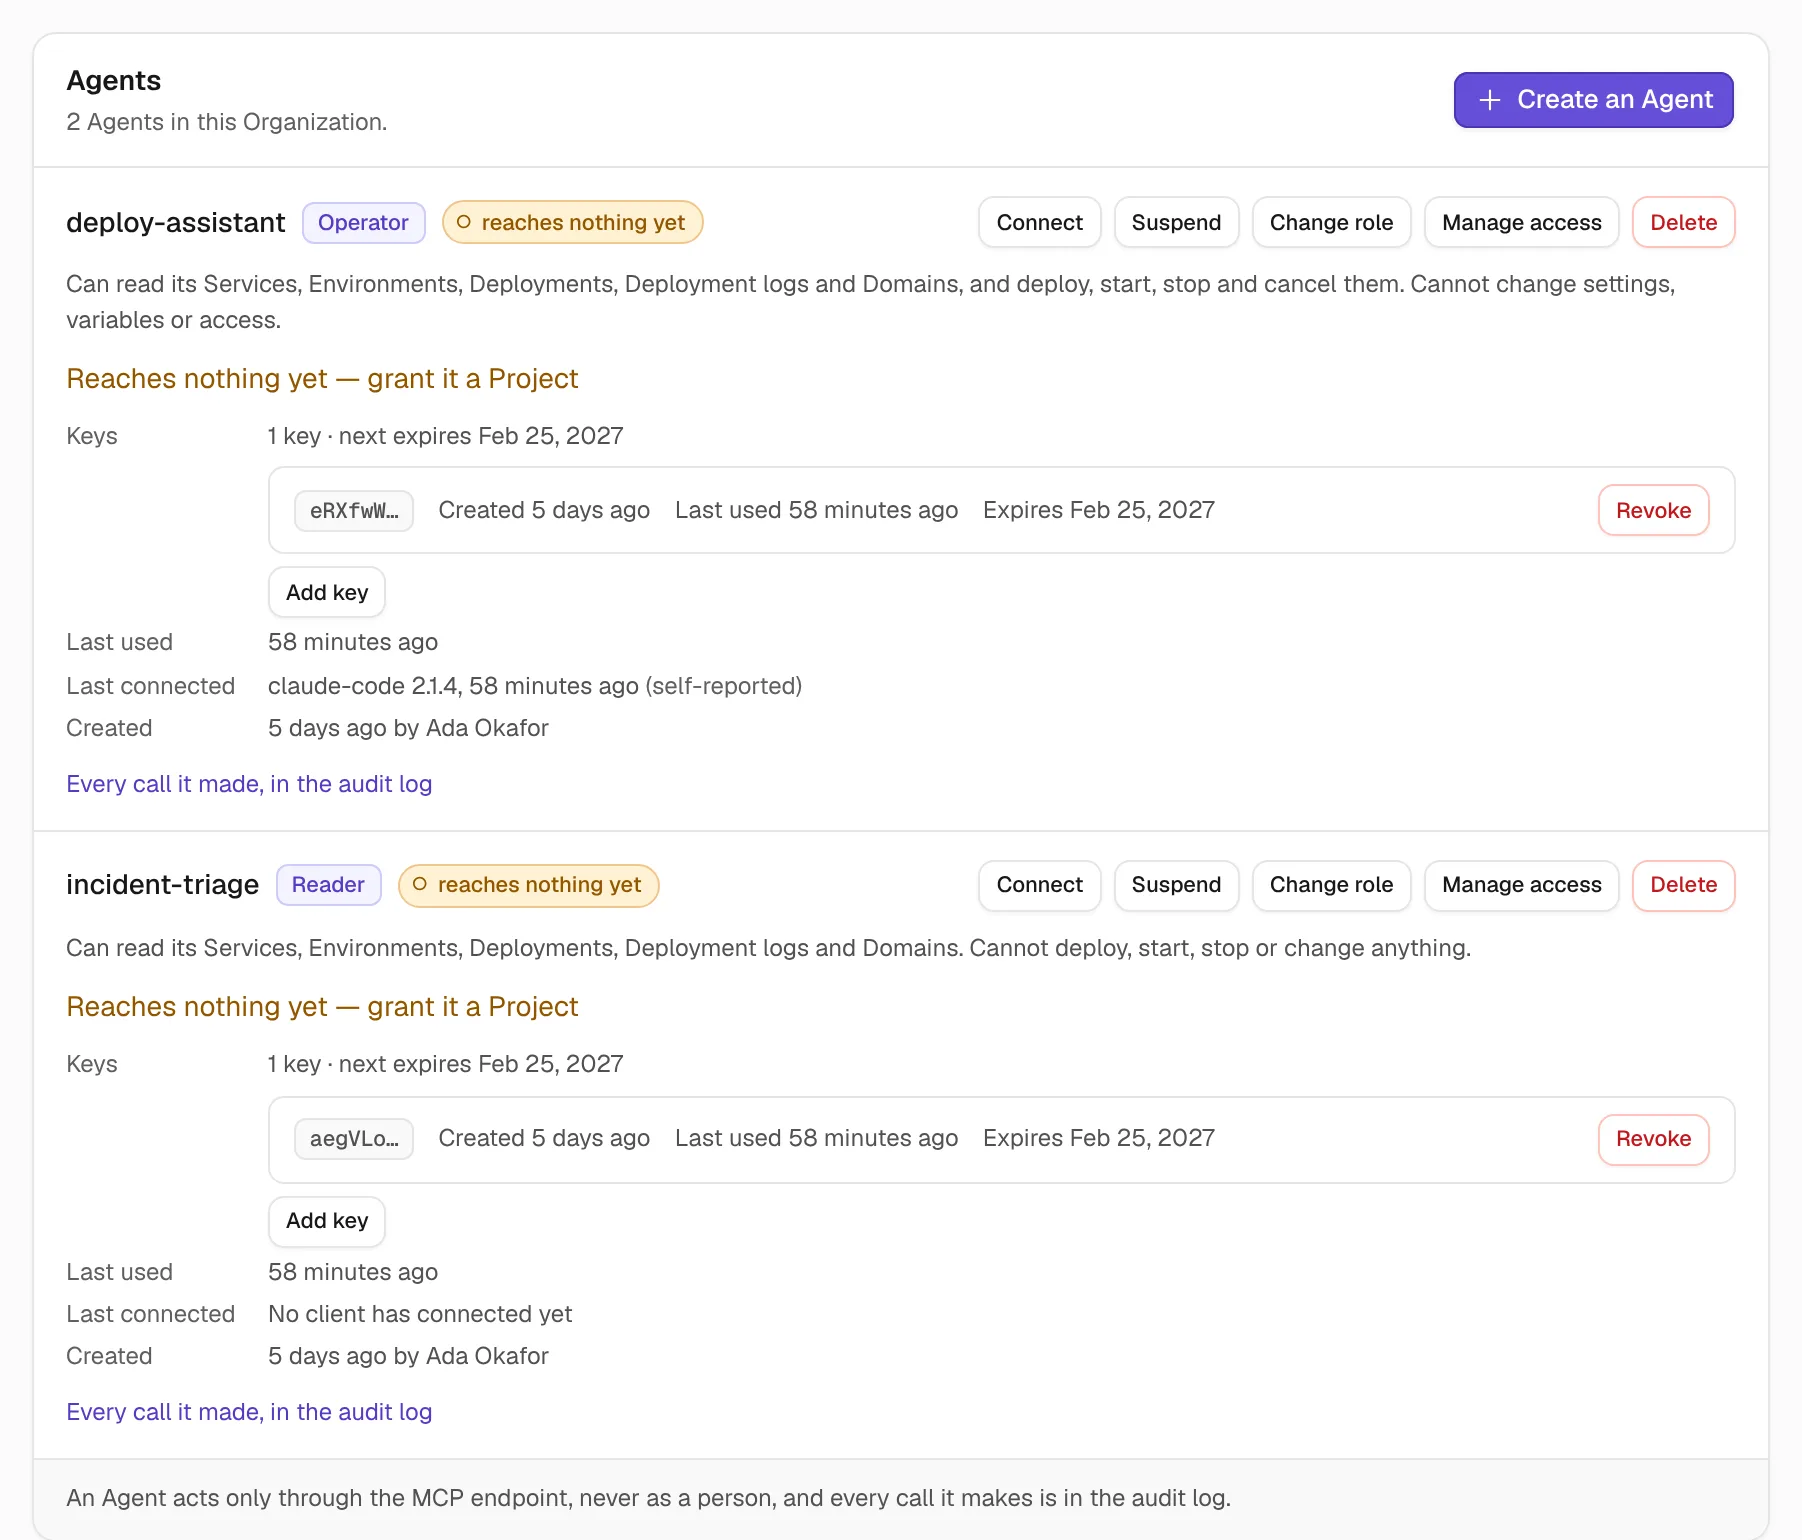 Agents
2 Agents in this Organization.
+ Create an Agent
deploy-assistant Operator reaches nothing yet Connect Suspend Change role Manage access Delete
Can read its Services, Environments, Deployments, Deployment logs and Domains, and deploy, start, stop and cancel them. Cannot change settings,
variables or access.
Reaches nothing yet — grant it a Project
Keys 1 key · next expires Feb 25, 2027
eRXfwW… Created 5 days ago Last used 58 minutes ago Expires Feb 25, 2027 Revoke
Add key
Last used 58 minutes ago
Last connected claude-code 2.1.4, 58 minutes ago (self-reported)
Created 5 days ago by Ada Okafor
Every call it made, in the audit log
incident-triage Reader reaches nothing yet Connect Suspend Change role Manage access Delete
Can read its Services, Environments, Deployments, Deployment logs and Domains. Cannot deploy, start, stop or change anything.
Reaches nothing yet — grant it a Project
Keys 1 key · next expires Feb 25, 2027
aegVLo… Created 5 days ago Last used 58 minutes ago Expires Feb 25, 2027 Revoke
Add key
Last used 58 minutes ago
Last connected No client has connected yet
Created 5 days ago by Ada Okafor
Every call it made, in the audit log
An Agent acts only through the MCP endpoint, never as a person, and every call it makes is in the audit log.